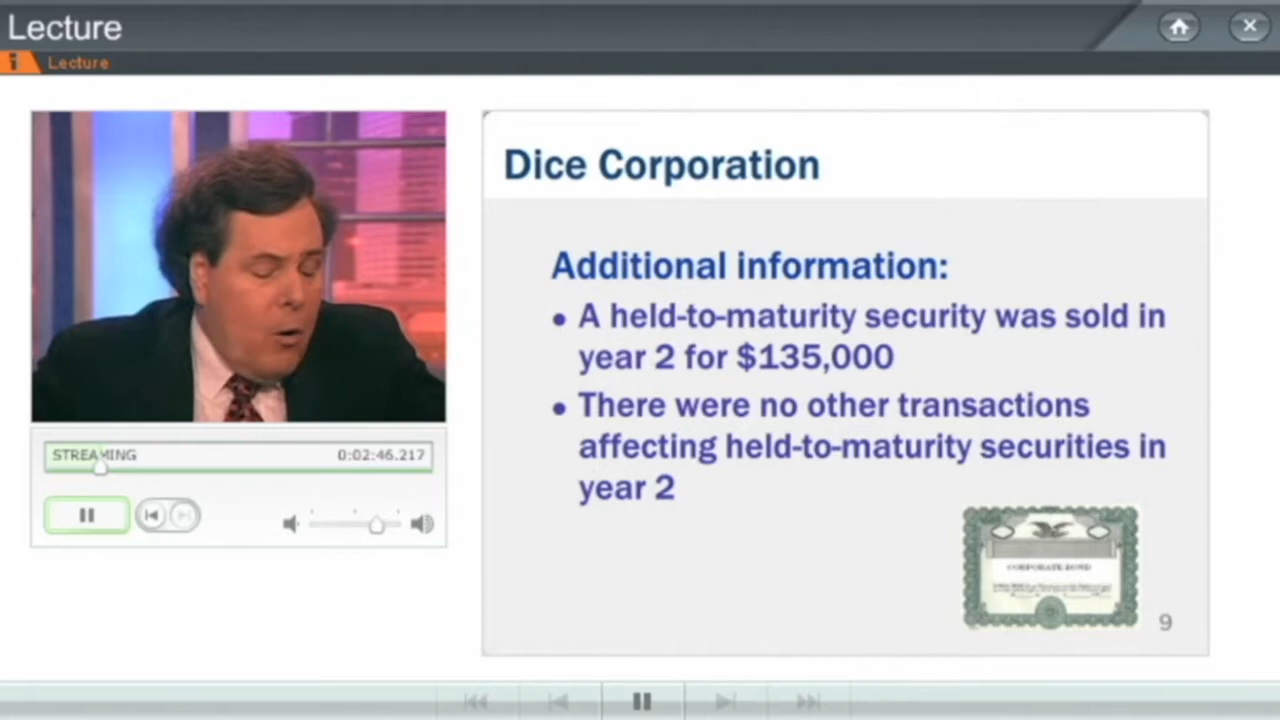 Lecture
i Lecture
STREAMING 0:02:46.217
Dice Corporation
Additional information:
• A held-to-maturity security was sold in
year 2 for $135,000
• There were no other transactions
affecting held-to-maturity securities in
year 2
CORPORATE BOND
9